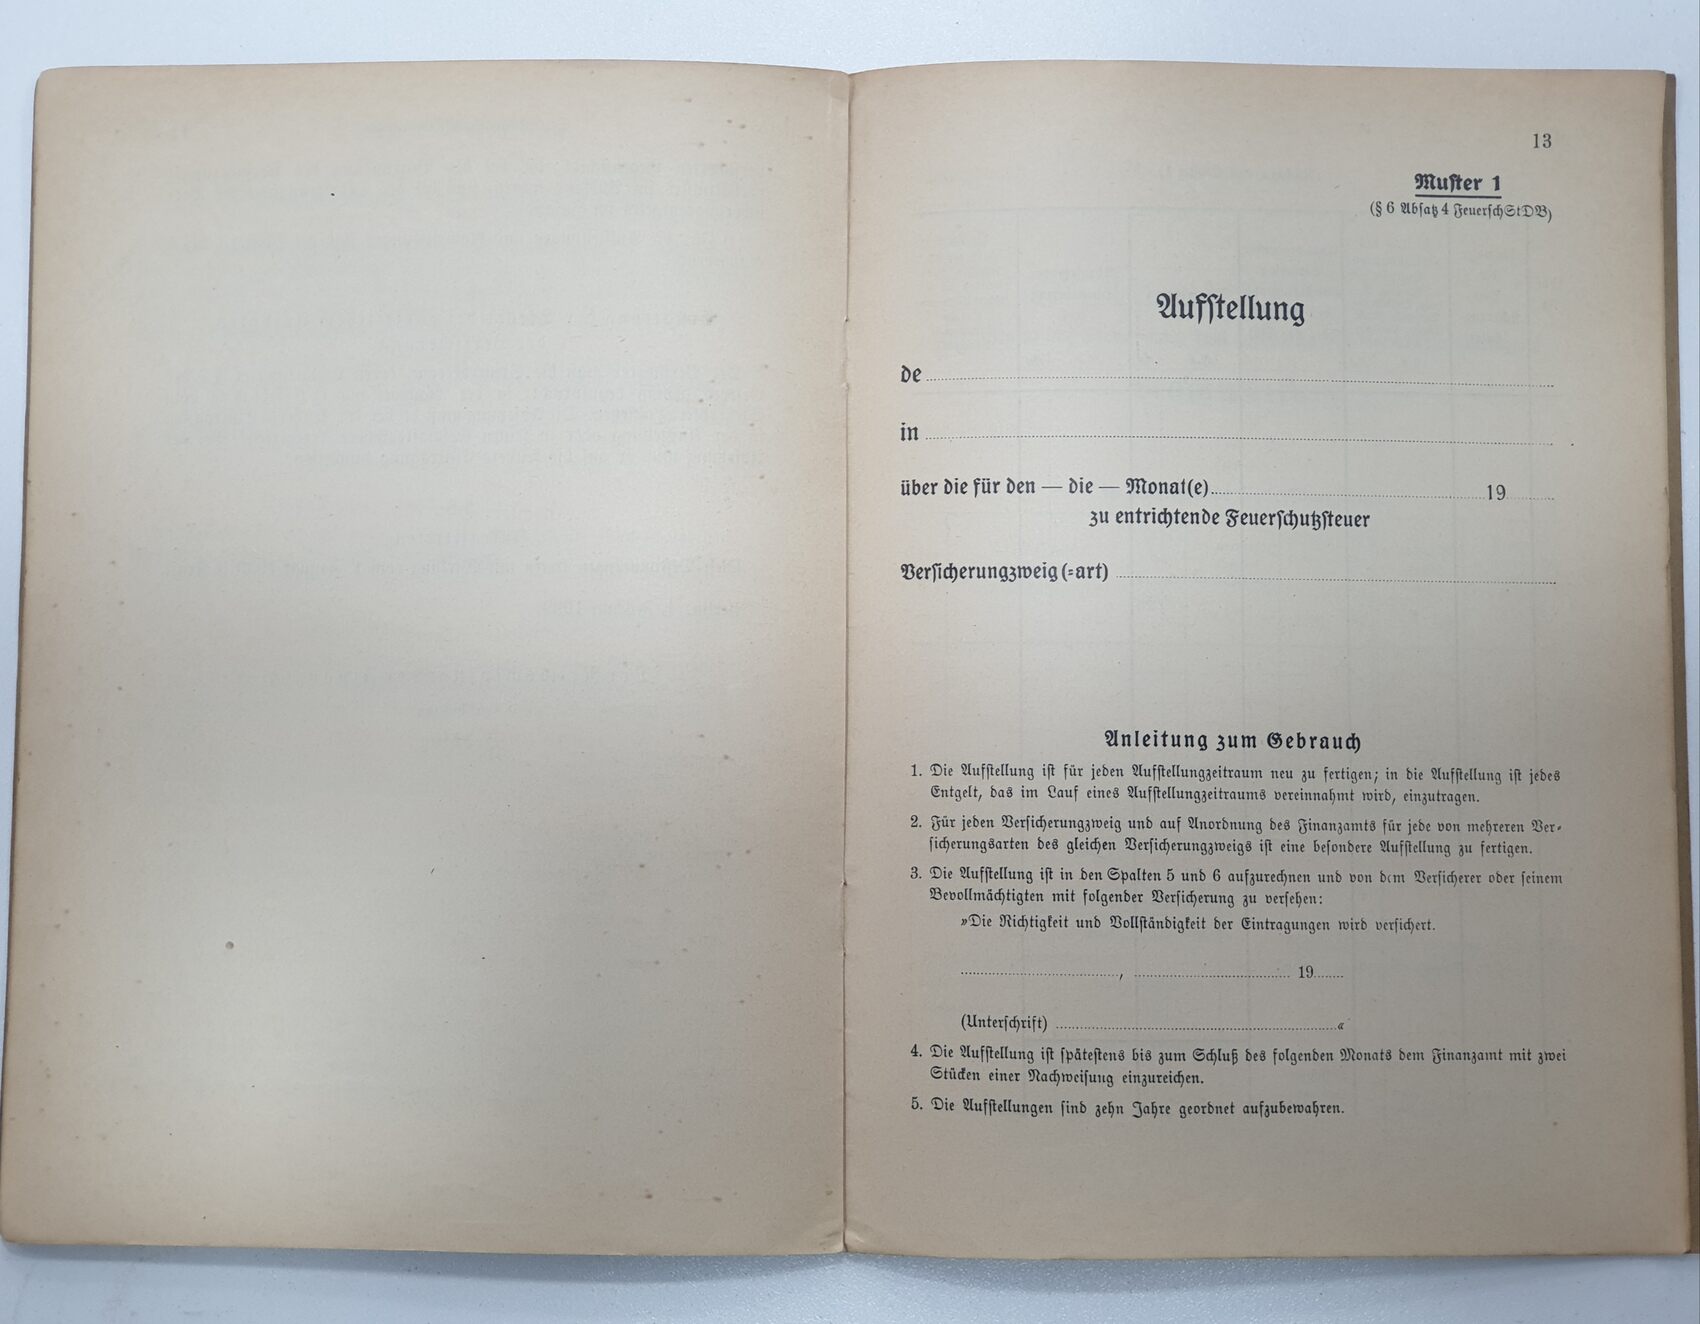 13
Muster 1
(§ 6 Absatz 4 FeuerschStDB)
Aufstellung
de
in
über die für den — die — Monat(e) 19
zu entrichtende Feuerschutzsteuer
Versicherungzweig (=art)
Anleitung zum Gebrauch
1. Die Aufstellung ist für jeden Aufstellungzeitraum neu zu fertigen; in die Aufstellung ist jedes
Entgelt, das im Lauf eines Aufstellungzeitraums vereinnahmt wird, einzutragen.
2. Für jeden Versicherungzweig und auf Anordnung des Finanzamts für jede von mehreren Ver=
sicherungsarten des gleichen Versicherungzweigs ist eine besondere Aufstellung zu fertigen.
3. Die Aufstellung ist in den Spalten 5 und 6 aufzurechnen und von dem Versicherer oder seinem
Bevollmächtigten mit folgender Versicherung zu versehen:
»Die Richtigkeit und Vollständigkeit der Eintragungen wird versichert.
, 19
(Unterschrift) «
4. Die Aufstellung ist spätestens bis zum Schluß des folgenden Monats dem Finanzamt mit zwei
Stücken einer Nachweisung einzureichen.
5. Die Aufstellungen sind zehn Jahre geordnet aufzubewahren.